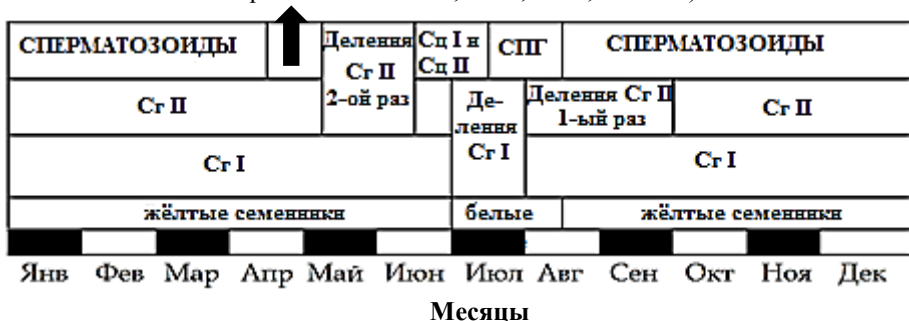 СПЕРМАТОЗОИДЫ
Деления
Сг II
2-ой раз
Сц I и
Сц II
СПГ
СПЕРМАТОЗОИДЫ
Сг II
Де-
ления
Сг I
Деления Сг II
1-ый раз
Сг II
Сг I
Сг I
жёлтые семенники
белые
жёлтые семенники
Янв Фев Мар Апр Май Июн Июл Авг Сен Окт Ноя Дек
Месяцы